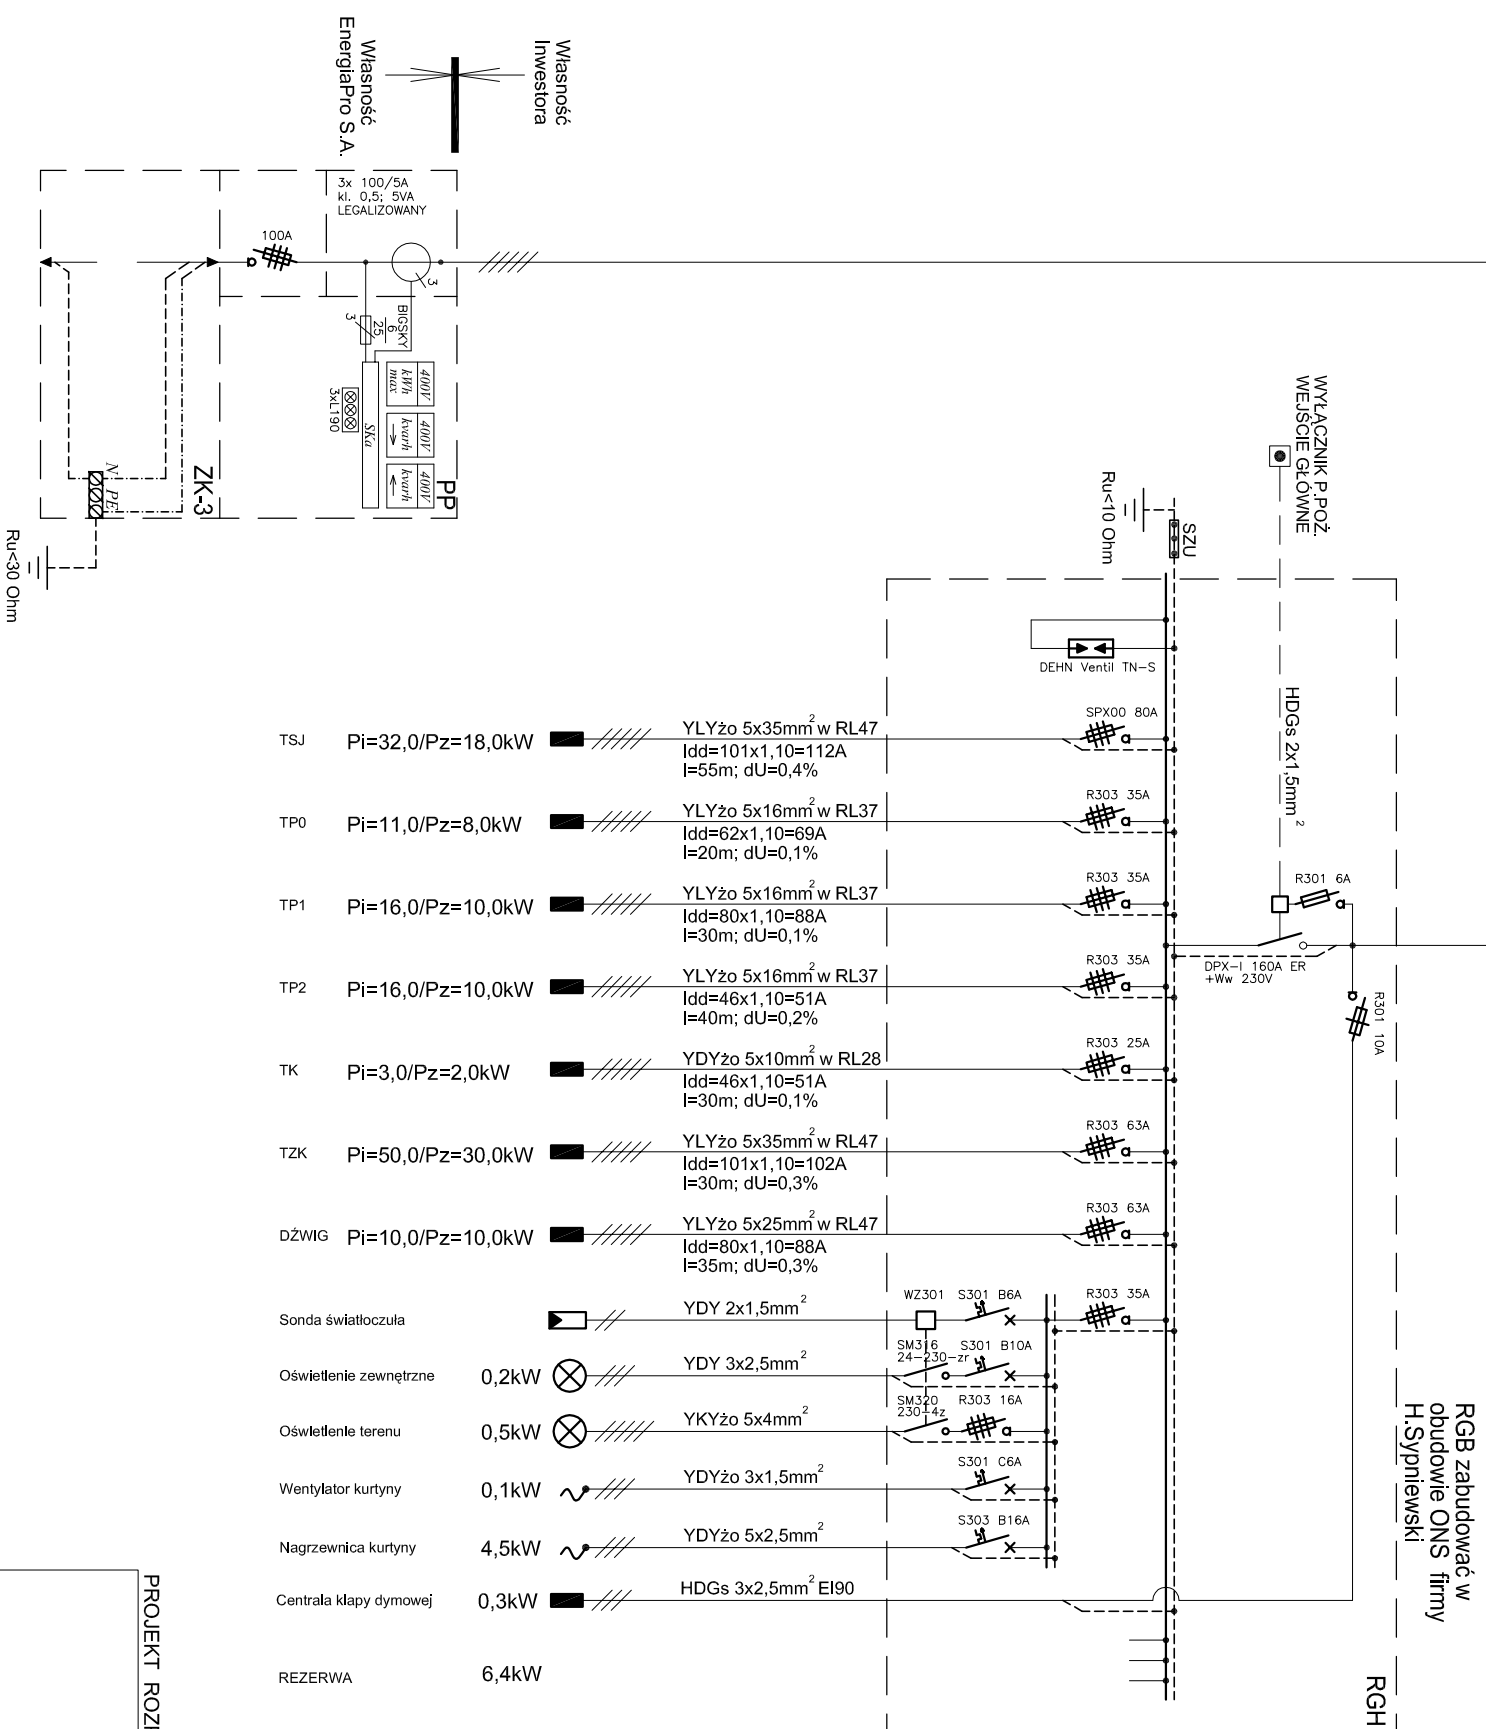 Własność
EnergiaPro S.A.
Własność
Inwestora
3x 100/5A
kl. 0,5; 5VA
LEGALIZOWANY
100A
3
BIGSKY
6
25
3
400V
kWh
max
400V
kvarh
400V
kvarh
SKa
3xL190
PP
ZK-3
N PE
Ru<30 Ohm
WYŁĄCZNIK P.POŻ.
WEJŚCIE GŁÓWNE
Ru<10 Ohm
SZU
DEHN Ventil TN-S
HDGs 2x1,5mm²
R301 6A
DPX-I 160A ER
+Ww 230V
R301 10A
TSJ Pi=32,0/Pz=18,0kW YLYżo 5x35mm² w RL47 SPX00 80A
Idd=101x1,10=112A
l=55m; dU=0,4%
TP0 Pi=11,0/Pz=8,0kW YLYżo 5x16mm² w RL37 R303 35A
Idd=62x1,10=69A
l=20m; dU=0,1%
TP1 Pi=16,0/Pz=10,0kW YLYżo 5x16mm² w RL37 R303 35A
Idd=80x1,10=88A
l=30m; dU=0,1%
TP2 Pi=16,0/Pz=10,0kW YLYżo 5x16mm² w RL37 R303 35A
Idd=46x1,10=51A
l=40m; dU=0,2%
TK Pi=3,0/Pz=2,0kW YDYżo 5x10mm² w RL28 R303 25A
Idd=46x1,10=51A
l=30m; dU=0,1%
TZK Pi=50,0/Pz=30,0kW YLYżo 5x35mm² w RL47 R303 63A
Idd=101x1,10=102A
l=30m; dU=0,3%
DŹWIG Pi=10,0/Pz=10,0kW YLYżo 5x25mm² w RL47 R303 63A
Idd=80x1,10=88A
l=35m; dU=0,3%
Sonda światłoczuła YDY 2x1,5mm² WZ301 S301 B6A R303 35A
Oświetlenie zewnętrzne 0,2kW YDY 3x2,5mm² SM316 S301 B10A
24-230-zr
Oświetlenie terenu 0,5kW YKYżo 5x4mm² SM320 R303 16A
230-4z
Wentylator kurtyny 0,1kW YDYżo 3x1,5mm² S301 C6A
Nagrzewnica kurtyny 4,5kW YDYżo 5x2,5mm² S303 B16A
Centrala klapy dymowej 0,3kW HDGs 3x2,5mm² EI90
REZERWA 6,4kW
RGB zabudować w
obudowie ONS firmy
H.Sypniewski
RGH
PROJEKT ROZI